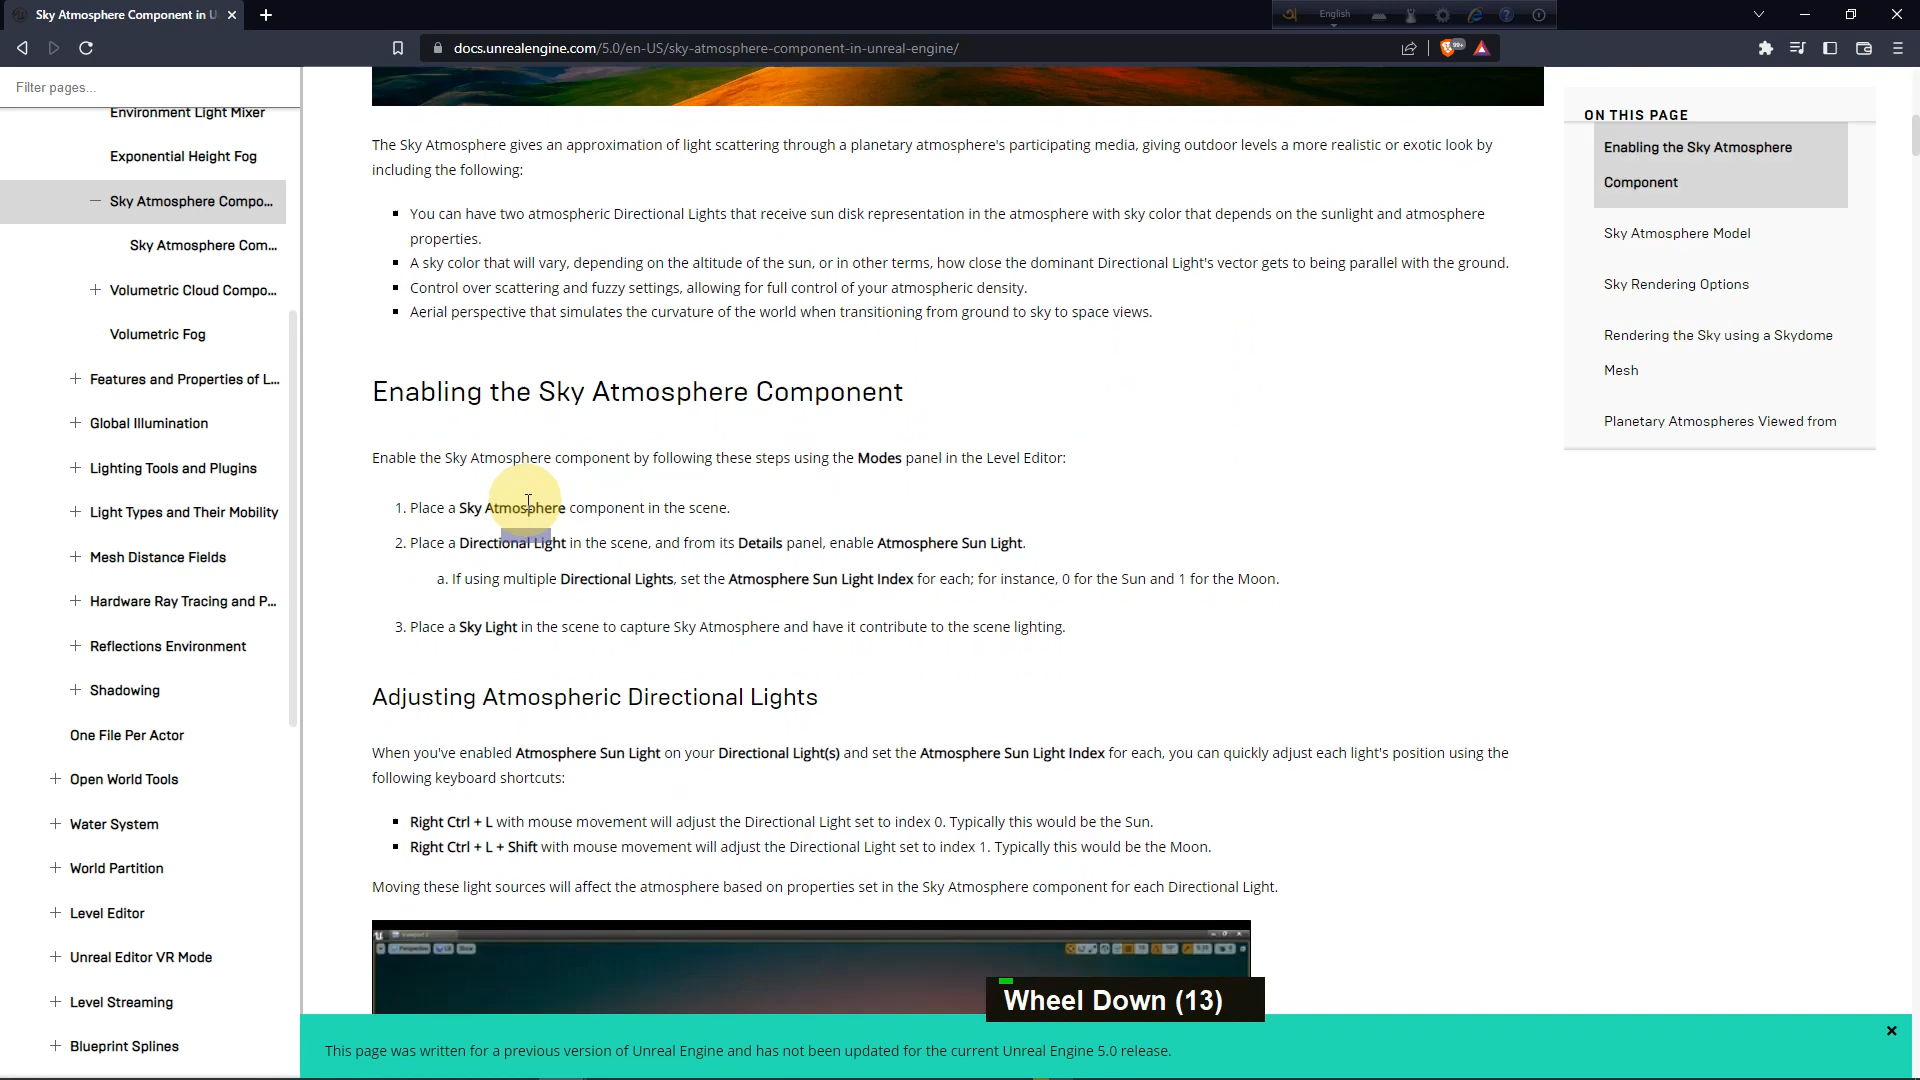 Sky Atmosphere Component in U
English
docs.unrealengine.com/5.0/en-US/sky-atmosphere-component-in-unreal-engine/
99+
Filter pages...
Environment Light Mixer
Exponential Height Fog
Sky Atmosphere Compo...
Sky Atmosphere Com...
Volumetric Cloud Compo...
Volumetric Fog
Features and Properties of L...
Global Illumination
Lighting Tools and Plugins
Light Types and Their Mobility
Mesh Distance Fields
Hardware Ray Tracing and P...
Reflections Environment
Shadowing
One File Per Actor
Open World Tools
Water System
World Partition
Level Editor
Unreal Editor VR Mode
Level Streaming
Blueprint Splines
The Sky Atmosphere gives an approximation of light scattering through a planetary atmosphere's participating media, giving outdoor levels a more realistic or exotic look by
including the following:
You can have two atmospheric Directional Lights that receive sun disk representation in the atmosphere with sky color that depends on the sunlight and atmosphere
properties.
A sky color that will vary, depending on the altitude of the sun, or in other terms, how close the dominant Directional Light's vector gets to being parallel with the ground.
Control over scattering and fuzzy settings, allowing for full control of your atmospheric density.
Aerial perspective that simulates the curvature of the world when transitioning from ground to sky to space views.
Enabling the Sky Atmosphere Component
Enable the Sky Atmosphere component by following these steps using the Modes panel in the Level Editor:
1. Place a Sky Atmosphere component in the scene.
2. Place a Directional Light in the scene, and from its Details panel, enable Atmosphere Sun Light.
a. If using multiple Directional Lights, set the Atmosphere Sun Light Index for each; for instance, 0 for the Sun and 1 for the Moon.
3. Place a Sky Light in the scene to capture Sky Atmosphere and have it contribute to the scene lighting.
Adjusting Atmospheric Directional Lights
When you've enabled Atmosphere Sun Light on your Directional Light(s) and set the Atmosphere Sun Light Index for each, you can quickly adjust each light's position using the
following keyboard shortcuts:
Right Ctrl + L with mouse movement will adjust the Directional Light set to index 0. Typically this would be the Sun.
Right Ctrl + L + Shift with mouse movement will adjust the Directional Light set to index 1. Typically this would be the Moon.
Moving these light sources will affect the atmosphere based on properties set in the Sky Atmosphere component for each Directional Light.
Perspective
Wheel Down (13)
This page was written for a previous version of Unreal Engine and has not been updated for the current Unreal Engine 5.0 release.
ON THIS PAGE
Enabling the Sky Atmosphere
Component
Sky Atmosphere Model
Sky Rendering Options
Rendering the Sky using a Skydome
Mesh
Planetary Atmospheres Viewed from